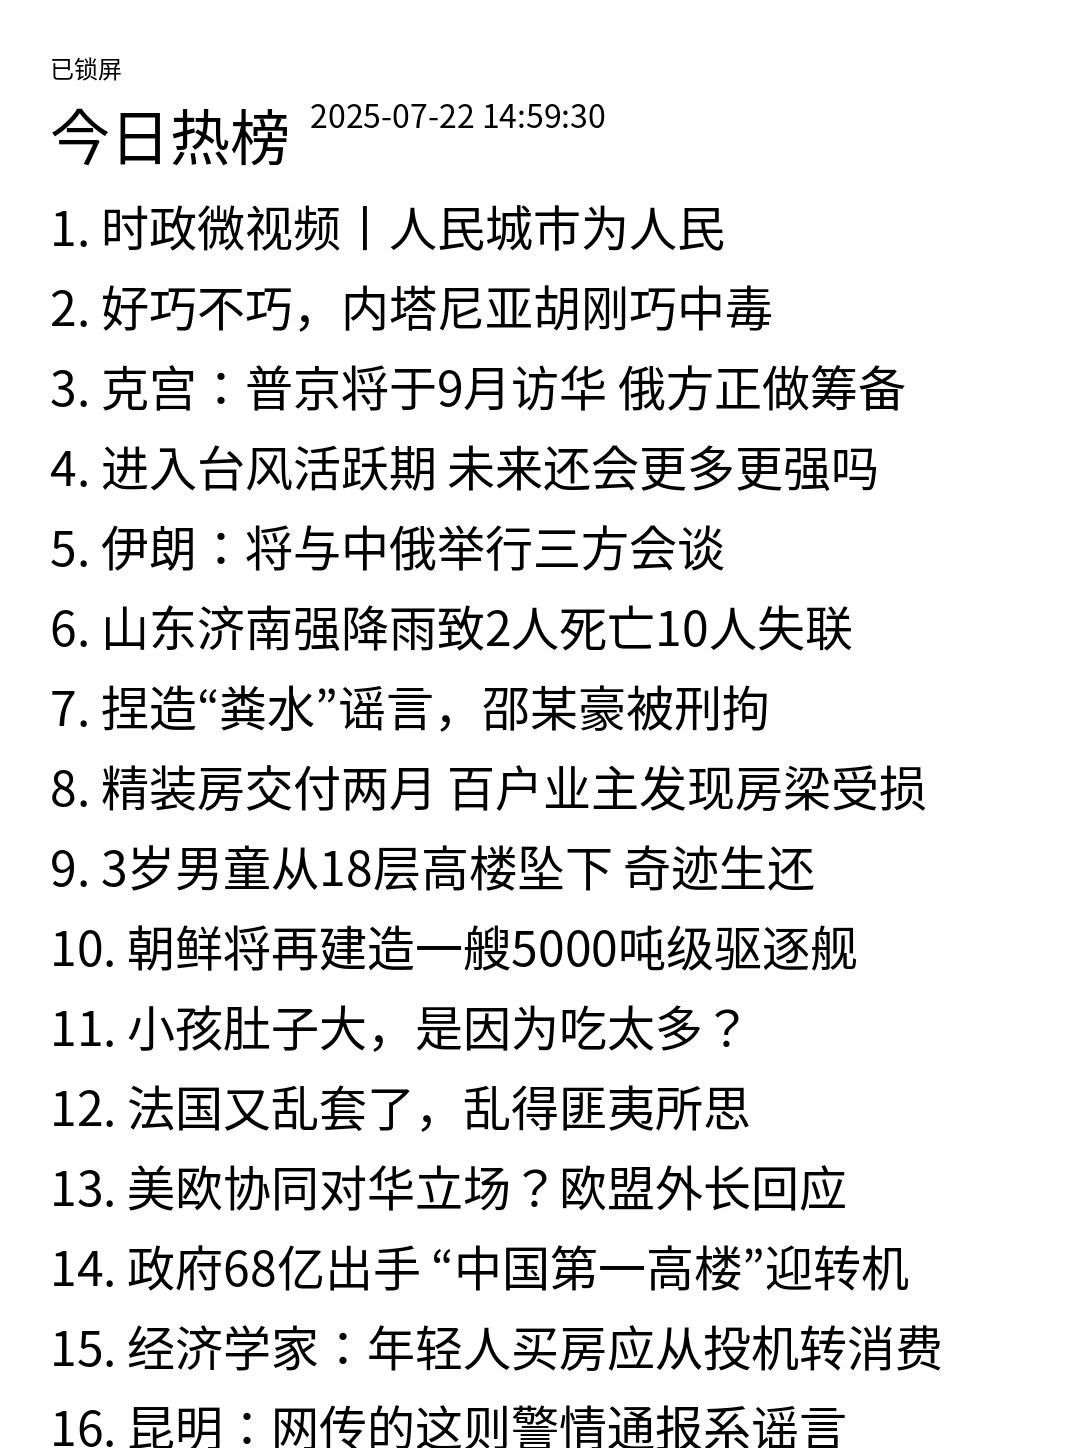 已锁屏
今日热榜 2025-07-22 14:59:30
1. 时政微视频丨人民城市为人民
2. 好巧不巧，内塔尼亚胡刚巧中毒
3. 克宫：普京将于9月访华 俄方正做筹备
4. 进入台风活跃期 未来还会更多更强吗
5. 伊朗：将与中俄举行三方会谈
6. 山东济南强降雨致2人死亡10人失联
7. 捏造“粪水”谣言，邵某豪被刑拘
8. 精装房交付两月 百户业主发现房梁受损
9. 3岁男童从18层高楼坠下 奇迹生还
10. 朝鲜将再建造一艘5000吨级驱逐舰
11. 小孩肚子大，是因为吃太多？
12. 法国又乱套了，乱得匪夷所思
13. 美欧协同对华立场？欧盟外长回应
14. 政府68亿出手 “中国第一高楼”迎转机
15. 经济学家：年轻人买房应从投机转消费
16. 昆明：网传的这则警情通报系谣言